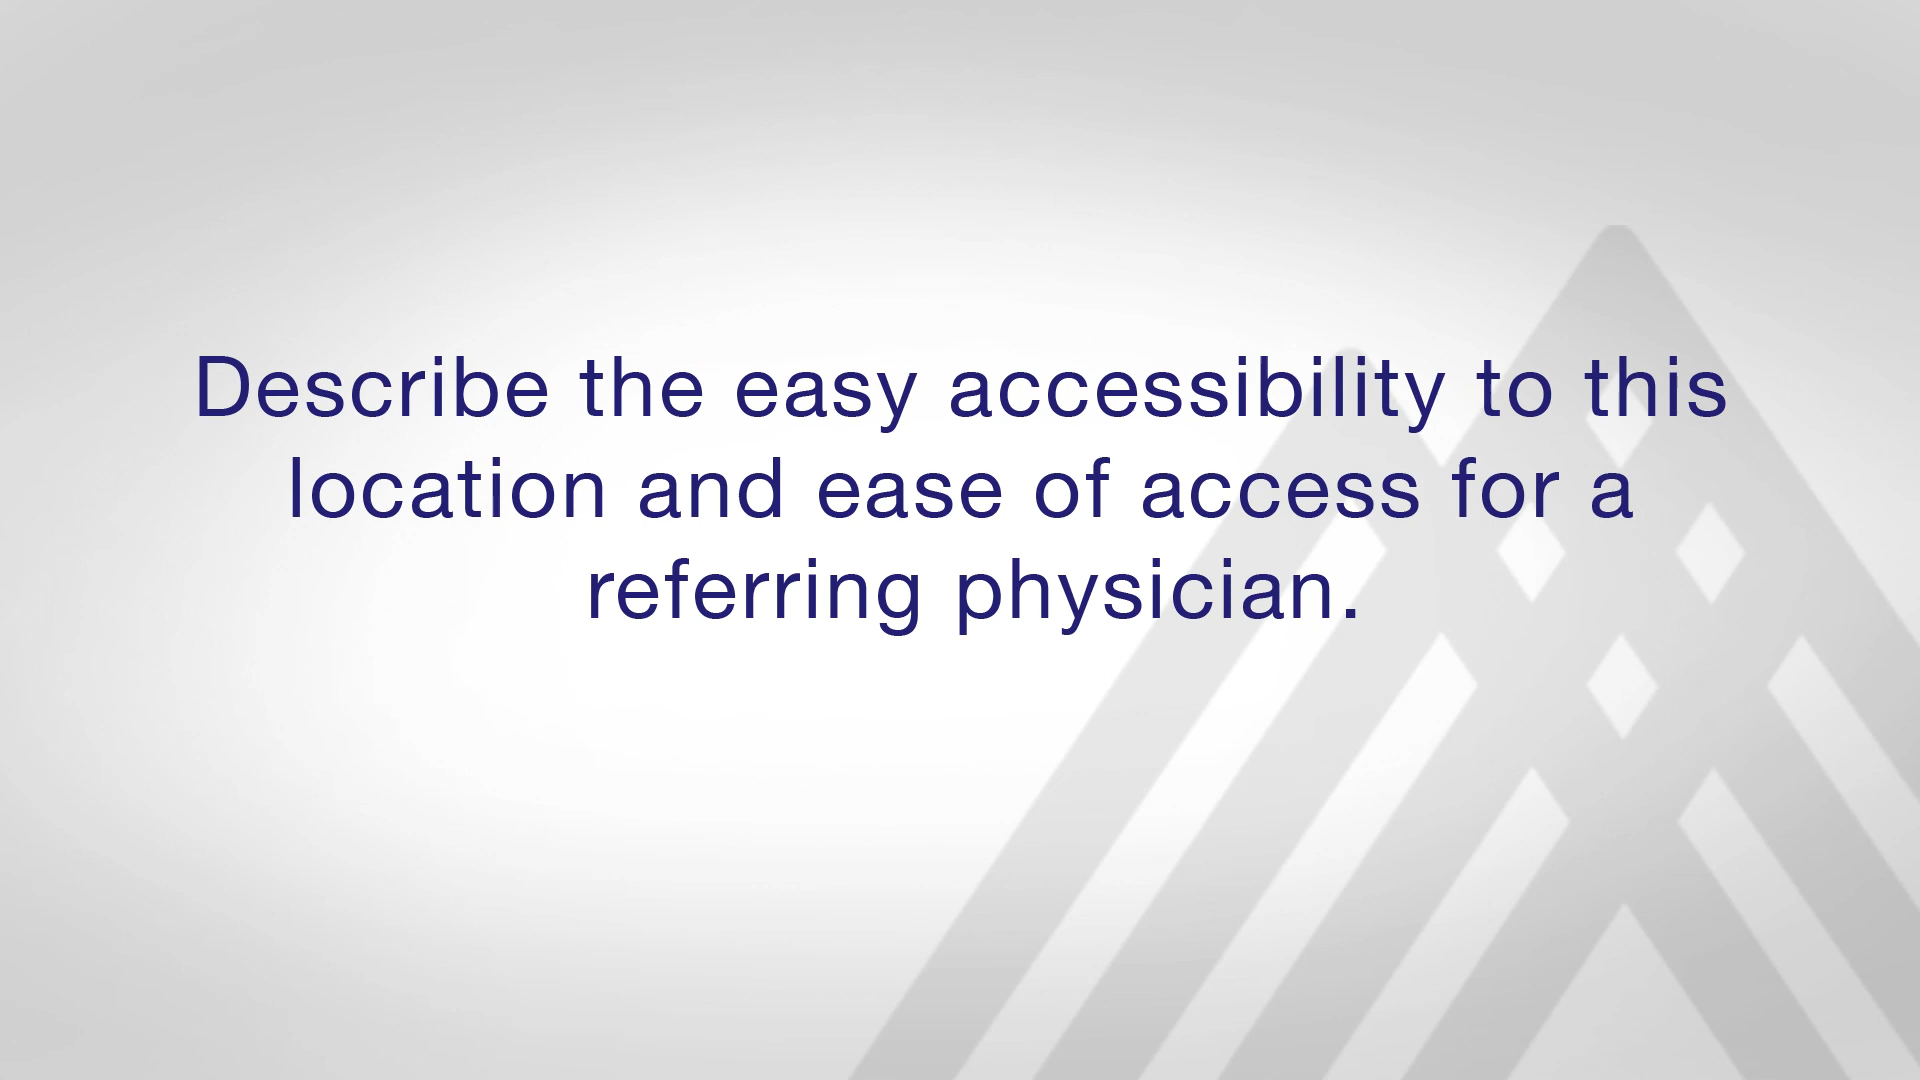 Describe the easy accessibility to this
location and ease of access for a
referring physician.